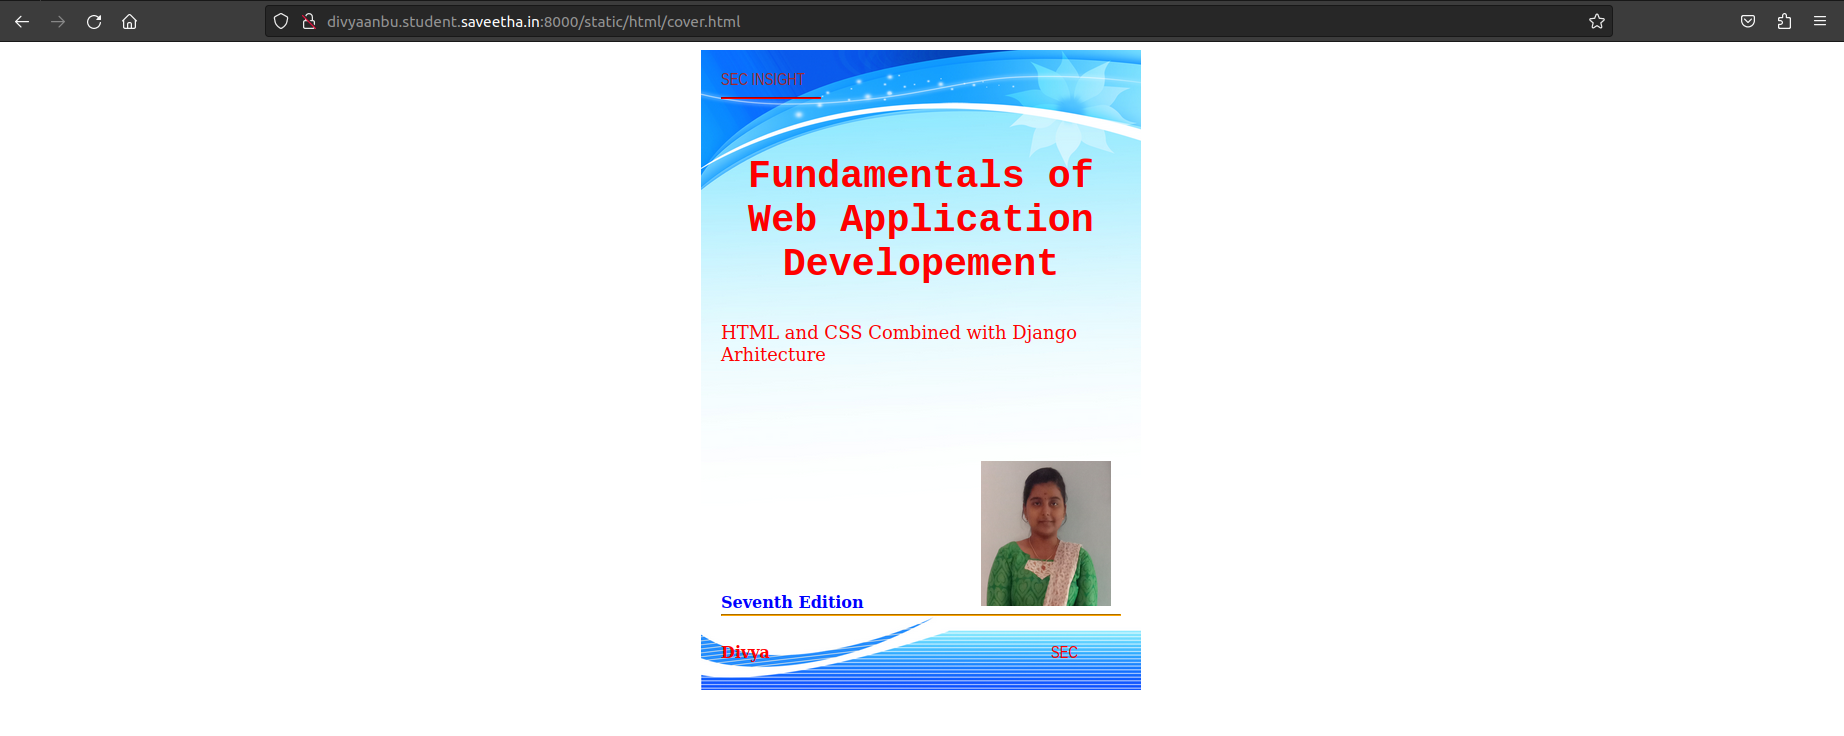 divyaanbu.student.saveetha.in:8000/static/html/cover.html
SEC INSIGHT
Fundamentals of
Web Application
Developement
HTML and CSS Combined with Django
Arhitecture
Seventh Edition
Divya
SEC